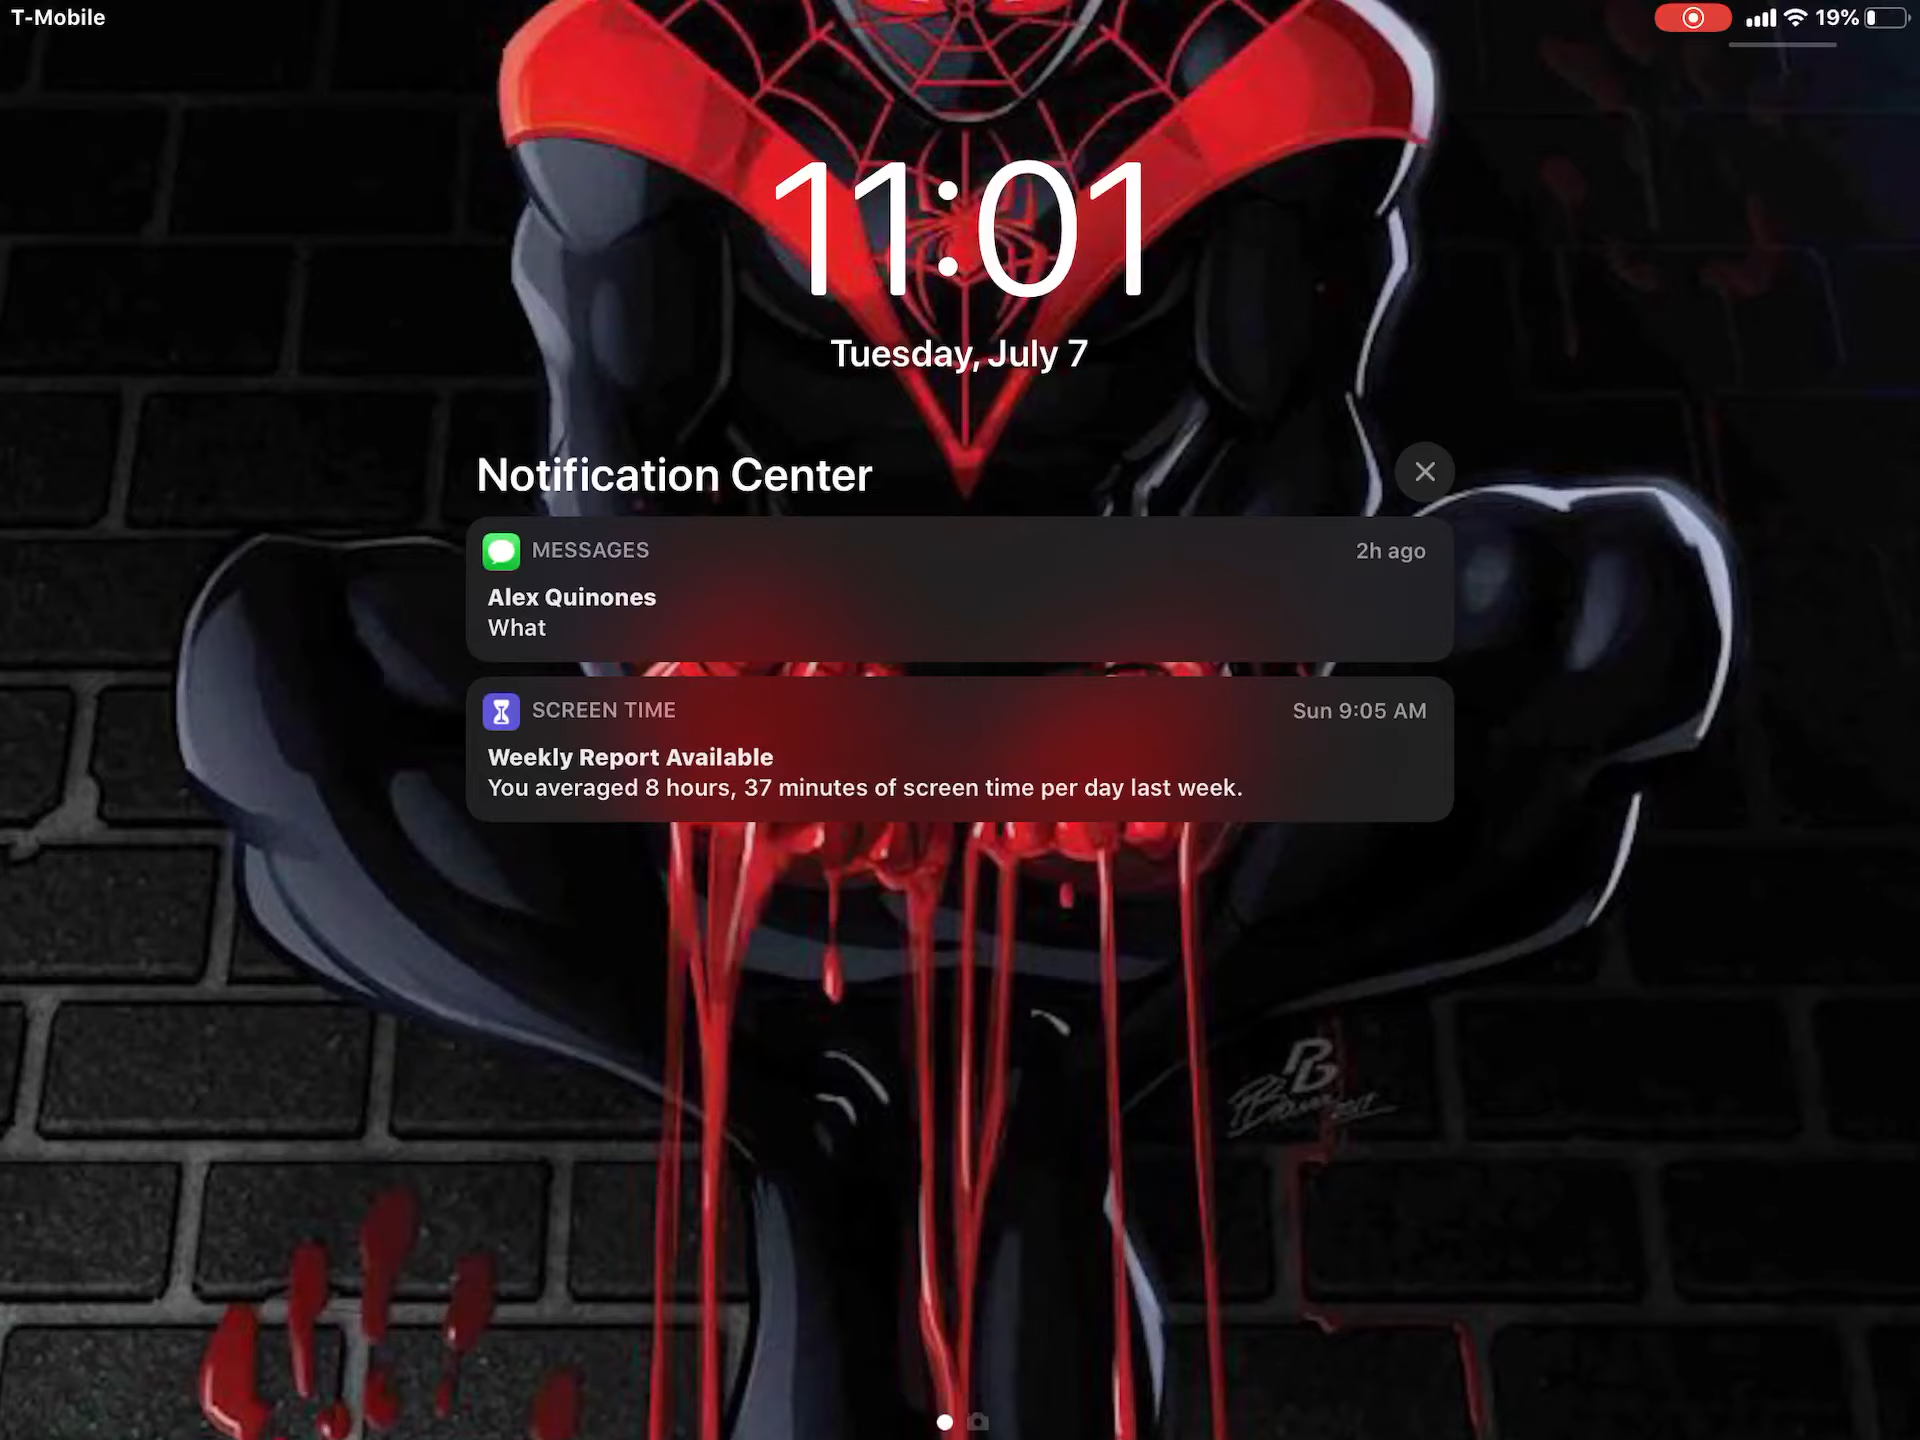 T-Mobile
19%
11:01
Tuesday, July 7
Notification Center
MESSAGES
2h ago
Alex Quinones
What
SCREEN TIME
Sun 9:05 AM
Weekly Report Available
You averaged 8 hours, 37 minutes of screen time per day last week.